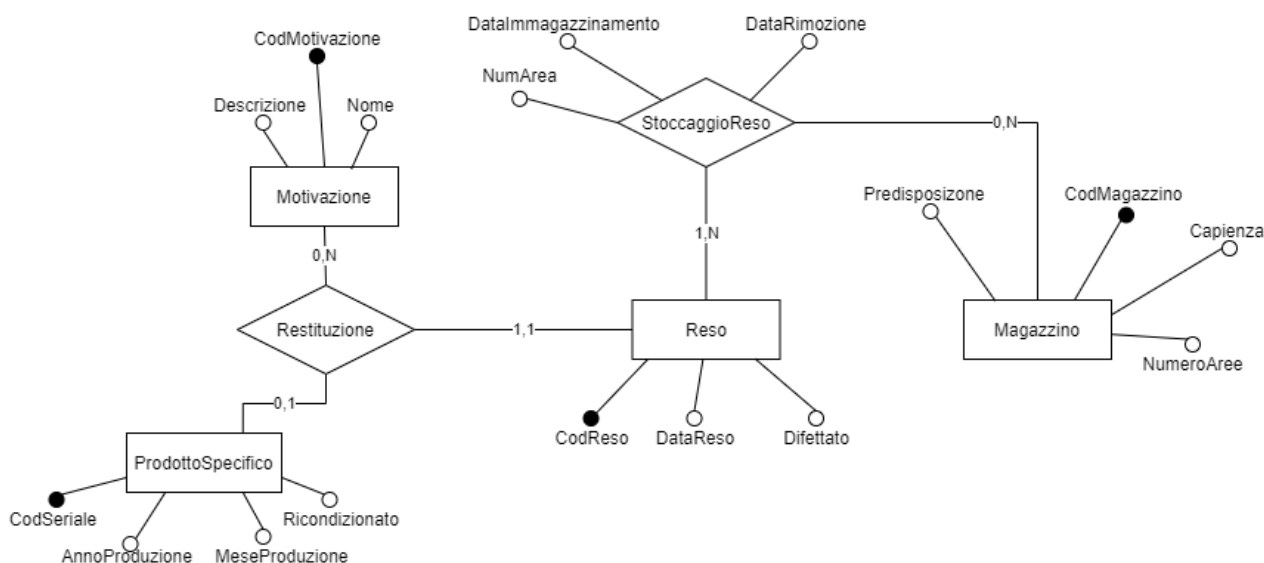 DataImmagazzinamento
DataRimozione
CodMotivazione
NumArea
Descrizione
Nome
StoccaggioReso
0,N
Motivazione
Predisposizone
CodMagazzino
Capienza
0,N
1,N
Restituzione
1,1
Reso
Magazzino
NumeroAree
0,1
CodReso
DataReso
Difettato
ProdottoSpecifico
CodSeriale
Ricondizionato
AnnoProduzione
MeseProduzione